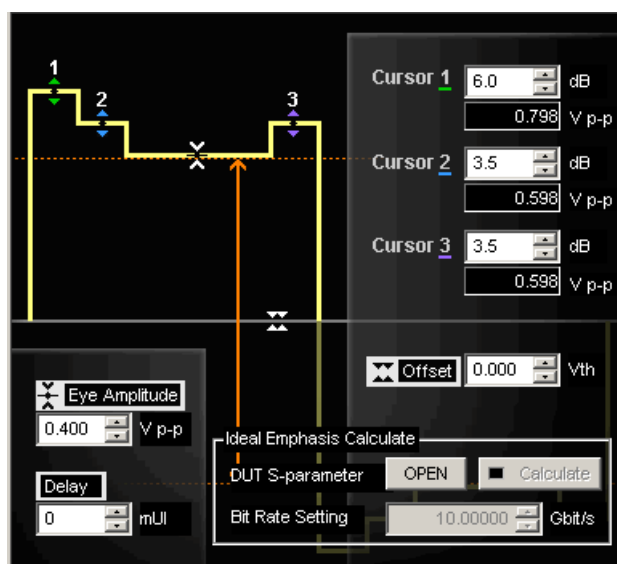 1
2
3
Cursor 1 6.0 dB
0.798 V p-p
Cursor 2 3.5 dB
0.598 V p-p
Cursor 3 3.5 dB
0.598 V p-p
Offset 0.000 Vth
Eye Amplitude
0.400 V p-p
Delay
0 mUI
Ideal Emphasis Calculate
DUT S-parameter OPEN Calculate
Bit Rate Setting 10.00000 Gbit/s